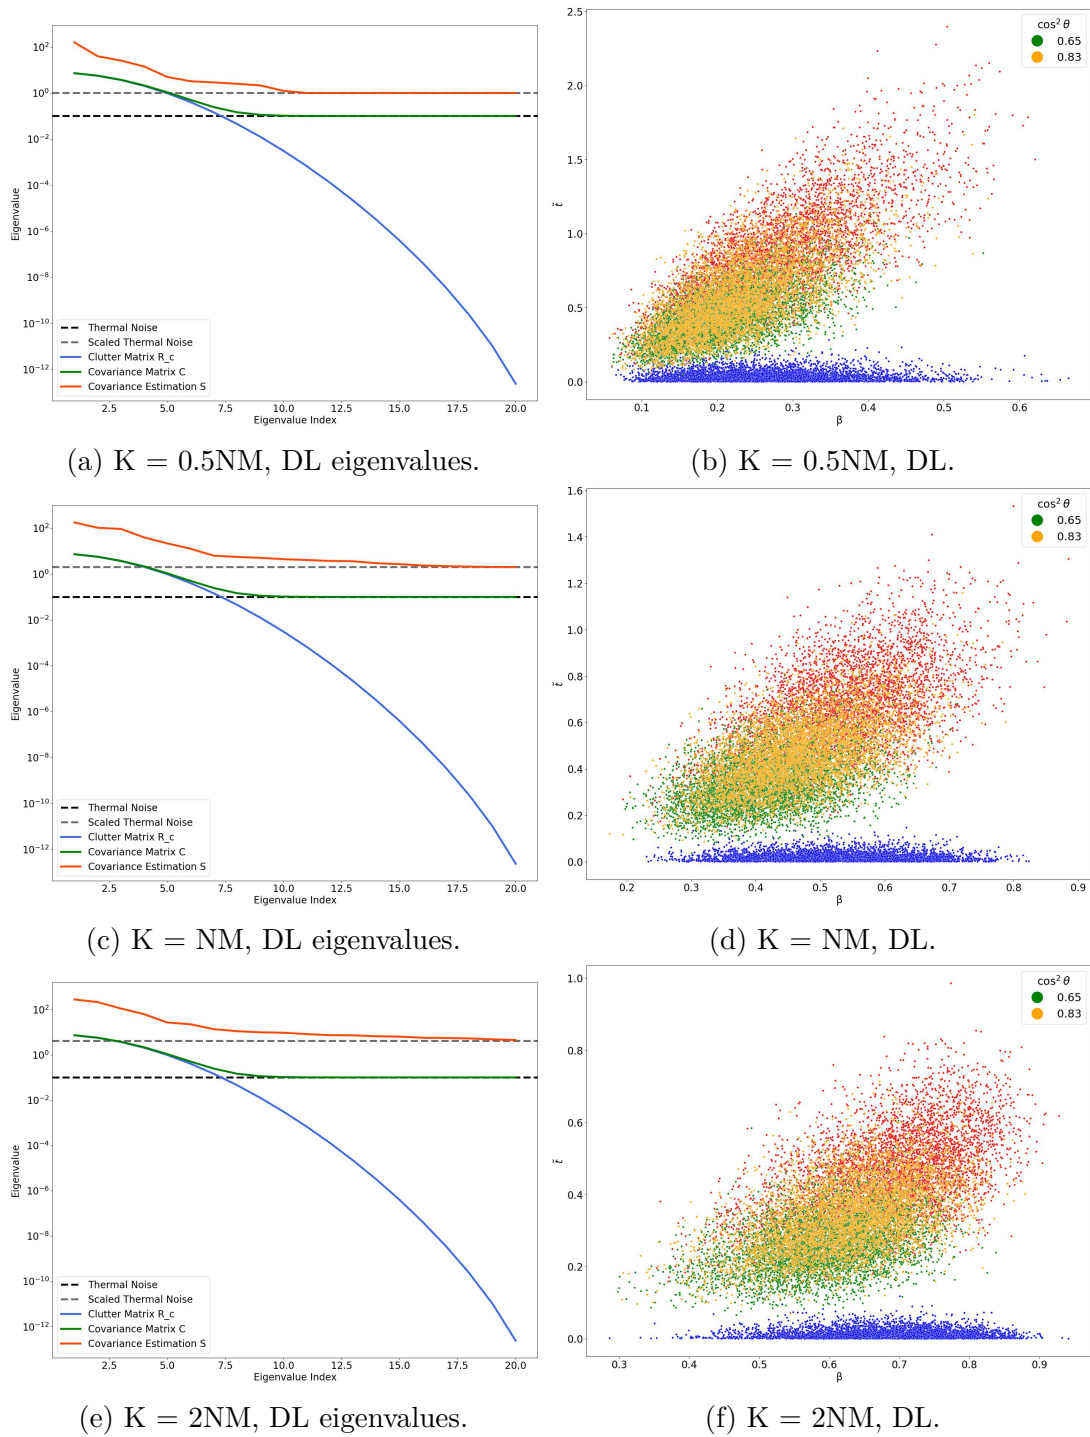 10^2
10^0
10^-2
10^-4
10^-6
10^-8
10^-10
10^-12
Eigenvalue
Thermal Noise
Scaled Thermal Noise
Clutter Matrix R_c
Covariance Matrix C
Covariance Estimation S
2.5 5.0 7.5 10.0 12.5 15.0 17.5 20.0
Eigenvalue Index
(a) K = 0.5NM, DL eigenvalues.
2.5
2.0
1.5
1.0
0.5
0.0
t̃
cos² θ
0.65
0.83
0.1 0.2 0.3 0.4 0.5 0.6
β
(b) K = 0.5NM, DL.
10^2
10^0
10^-2
10^-4
10^-6
10^-8
10^-10
10^-12
Eigenvalue
Thermal Noise
Scaled Thermal Noise
Clutter Matrix R_c
Covariance Matrix C
Covariance Estimation S
2.5 5.0 7.5 10.0 12.5 15.0 17.5 20.0
Eigenvalue Index
(c) K = NM, DL eigenvalues.
1.6
1.4
1.2
1.0
0.8
0.6
0.4
0.2
0.0
t̃
cos² θ
0.65
0.83
0.2 0.3 0.4 0.5 0.6 0.7 0.8 0.9
β
(d) K = NM, DL.
10^2
10^0
10^-2
10^-4
10^-6
10^-8
10^-10
10^-12
Eigenvalue
Thermal Noise
Scaled Thermal Noise
Clutter Matrix R_c
Covariance Matrix C
Covariance Estimation S
2.5 5.0 7.5 10.0 12.5 15.0 17.5 20.0
Eigenvalue Index
(e) K = 2NM, DL eigenvalues.
1.0
0.8
0.6
0.4
0.2
0.0
t̃
cos² θ
0.65
0.83
0.3 0.4 0.5 0.6 0.7 0.8 0.9
β
(f) K = 2NM, DL.